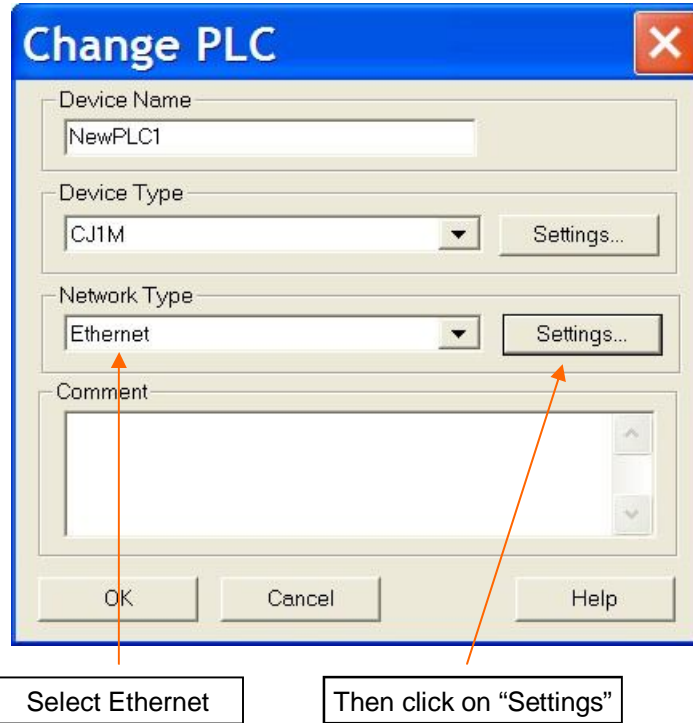 Change PLC
Device Name
NewPLC1
Device Type
CJ1M
Settings...
Network Type
Ethernet
Settings...
Comment
OK
Cancel
Help
Select Ethernet
Then click on “Settings”